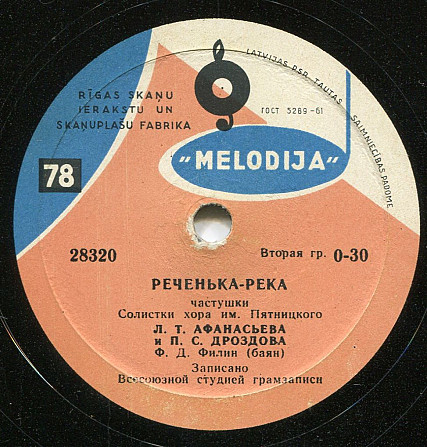 LATVIJAS PSR TAUTAS SAIMNIECĪBAS PADOME
RĪGAS SKAŅU
IERAKSTU UN
SKAŅUPLAŠU FABRIKA
ГОСТ 5289-61
"MELODIJA"
78
28320
Вторая гр. 0-30
РЕЧЕНЬКА-РЕКА
частушки
Солистки хора им. Пятницкого
Л. Т. АФАНАСЬЕВА
и П. С. ДРОЗДОВА
Ф. Д. Филин (баян)
Записано
Всесоюзной студией грамзаписи